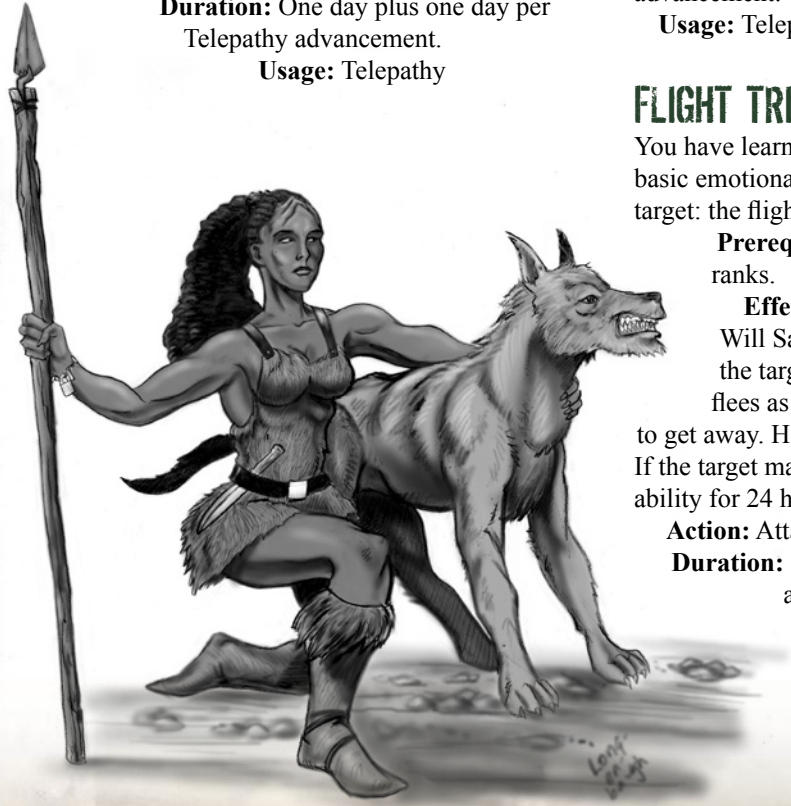 Duration: One day plus one day per
Telepathy advancement.
Usage: Telepathy
advancement.
Usage: Telep
FLIGHT TRI
You have learn
basic emotiona
target: the fligh
Prereq
ranks.
Effe
Will Sa
the targ
flees as
to get away. H
If the target ma
ability for 24 h
Action: Atta
Duration:
a